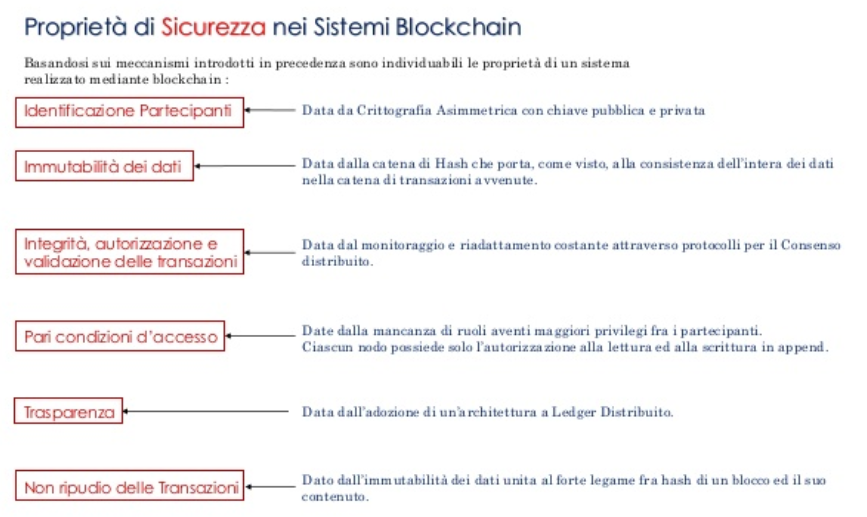 Proprietà di Sicurezza nei Sistemi Blockchain
Basandosi sui meccanismi introdotti in precedenza sono individuabili le proprietà di un sistema
realizzato mediante blockchain :
Identificazione Partecipanti
Data da Crittografia Asimmetrica con chiave pubblica e privata
Immutabilità dei dati
Data dalla catena di Hash che porta, come visto, alla consistenza dell'intera dei dati
nella catena di transazioni avvenute.
Integrità, autorizzazione e
validazione delle transazioni
Data dal monitoraggio e riadattamento costante attraverso protocolli per il Consenso
distribuito.
Pari condizioni d'accesso
Date dalla mancanza di ruoli aventi maggiori privilegi fra i partecipanti.
Ciascun nodo possiede solo l'autorizzazione alla lettura ed alla scrittura in append.
Trasparenza
Data dall'adozione di un'architettura a Ledger Distribuito.
Non ripudio delle Transazioni
Dato dall'immutabilità dei dati unita al forte legame fra hash di un blocco ed il suo
contenuto.